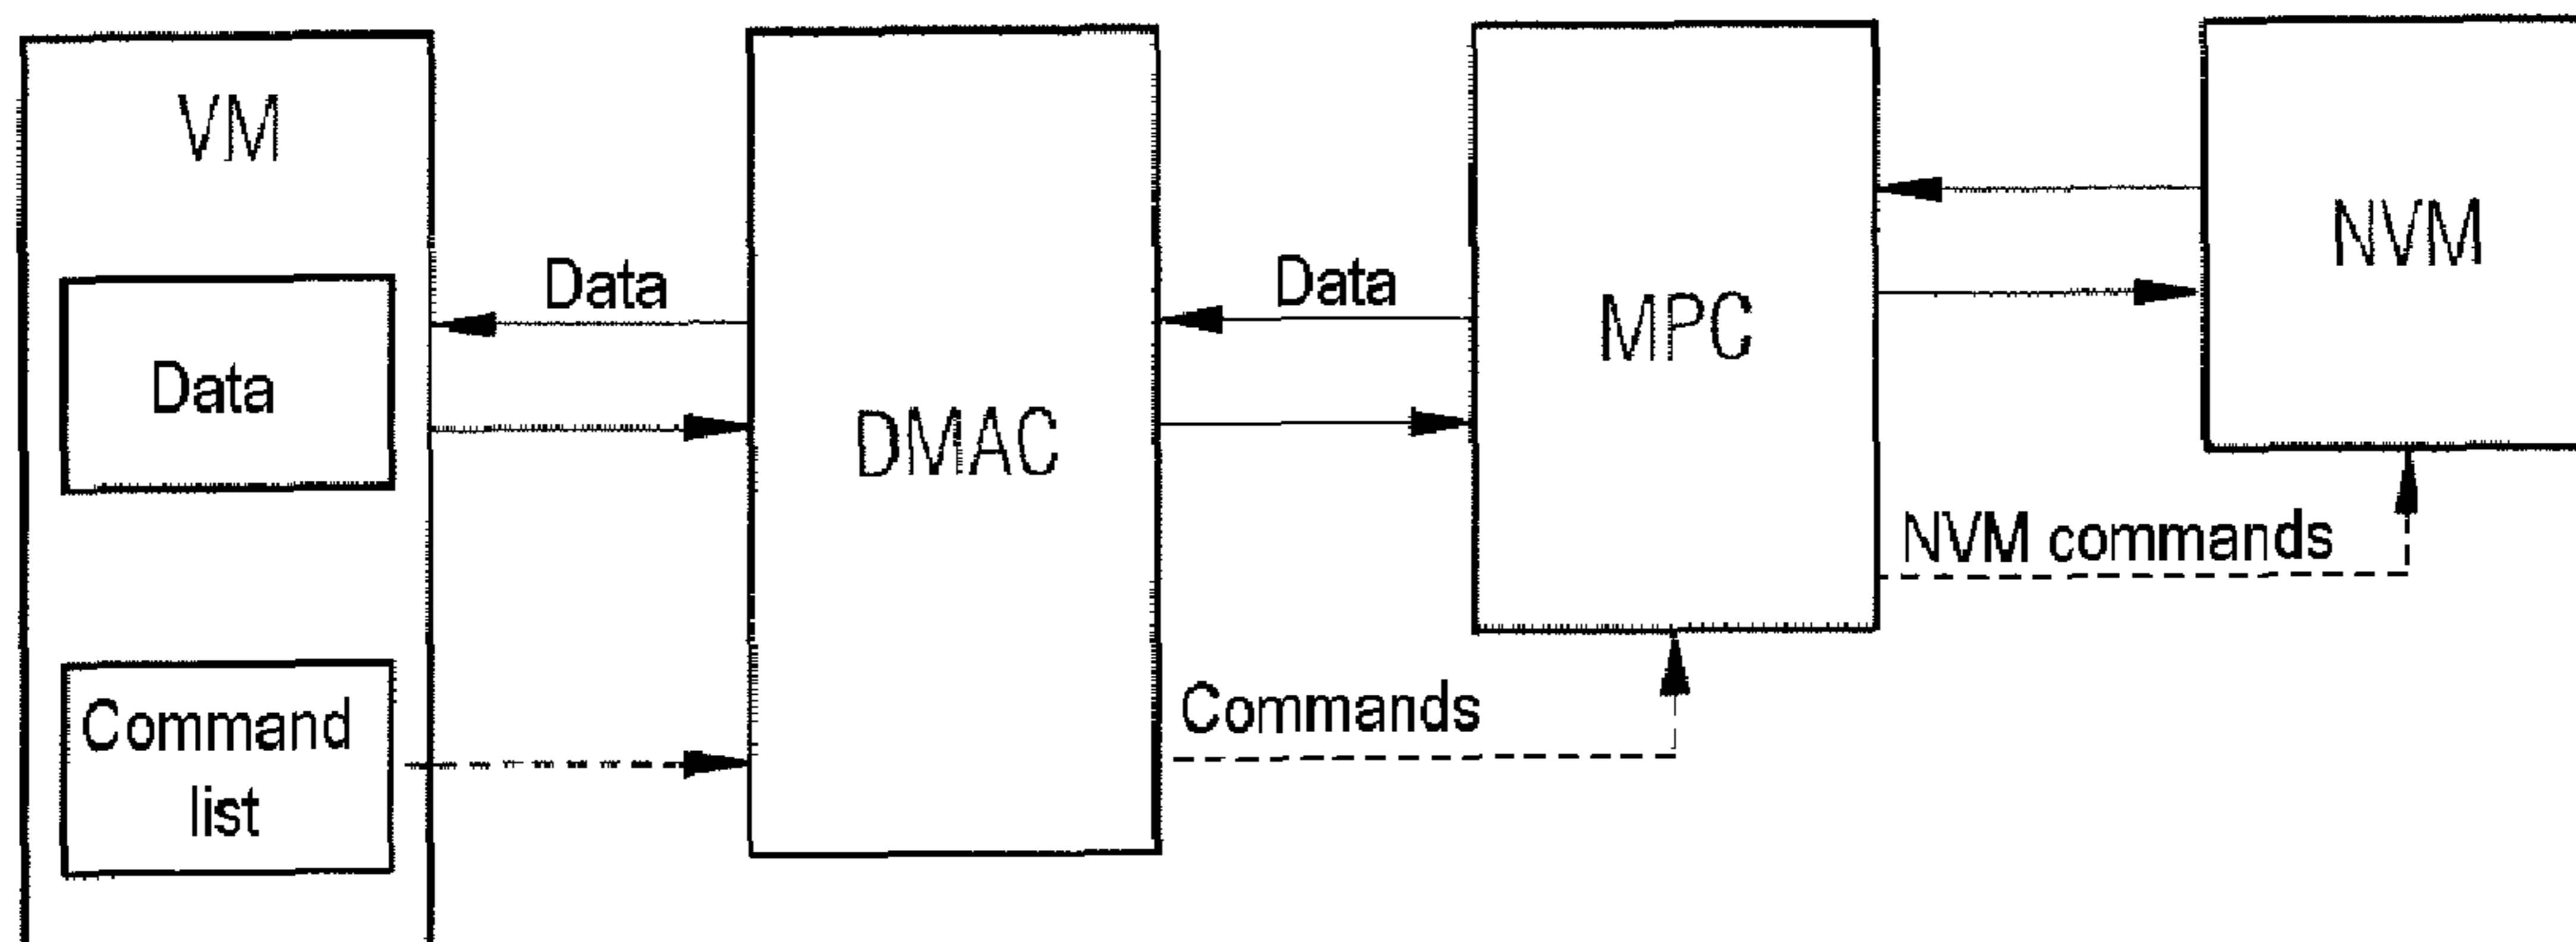 VM
Data
Data
Command
list
DMAC
Data
Commands
MPC
NVM commands
NVM